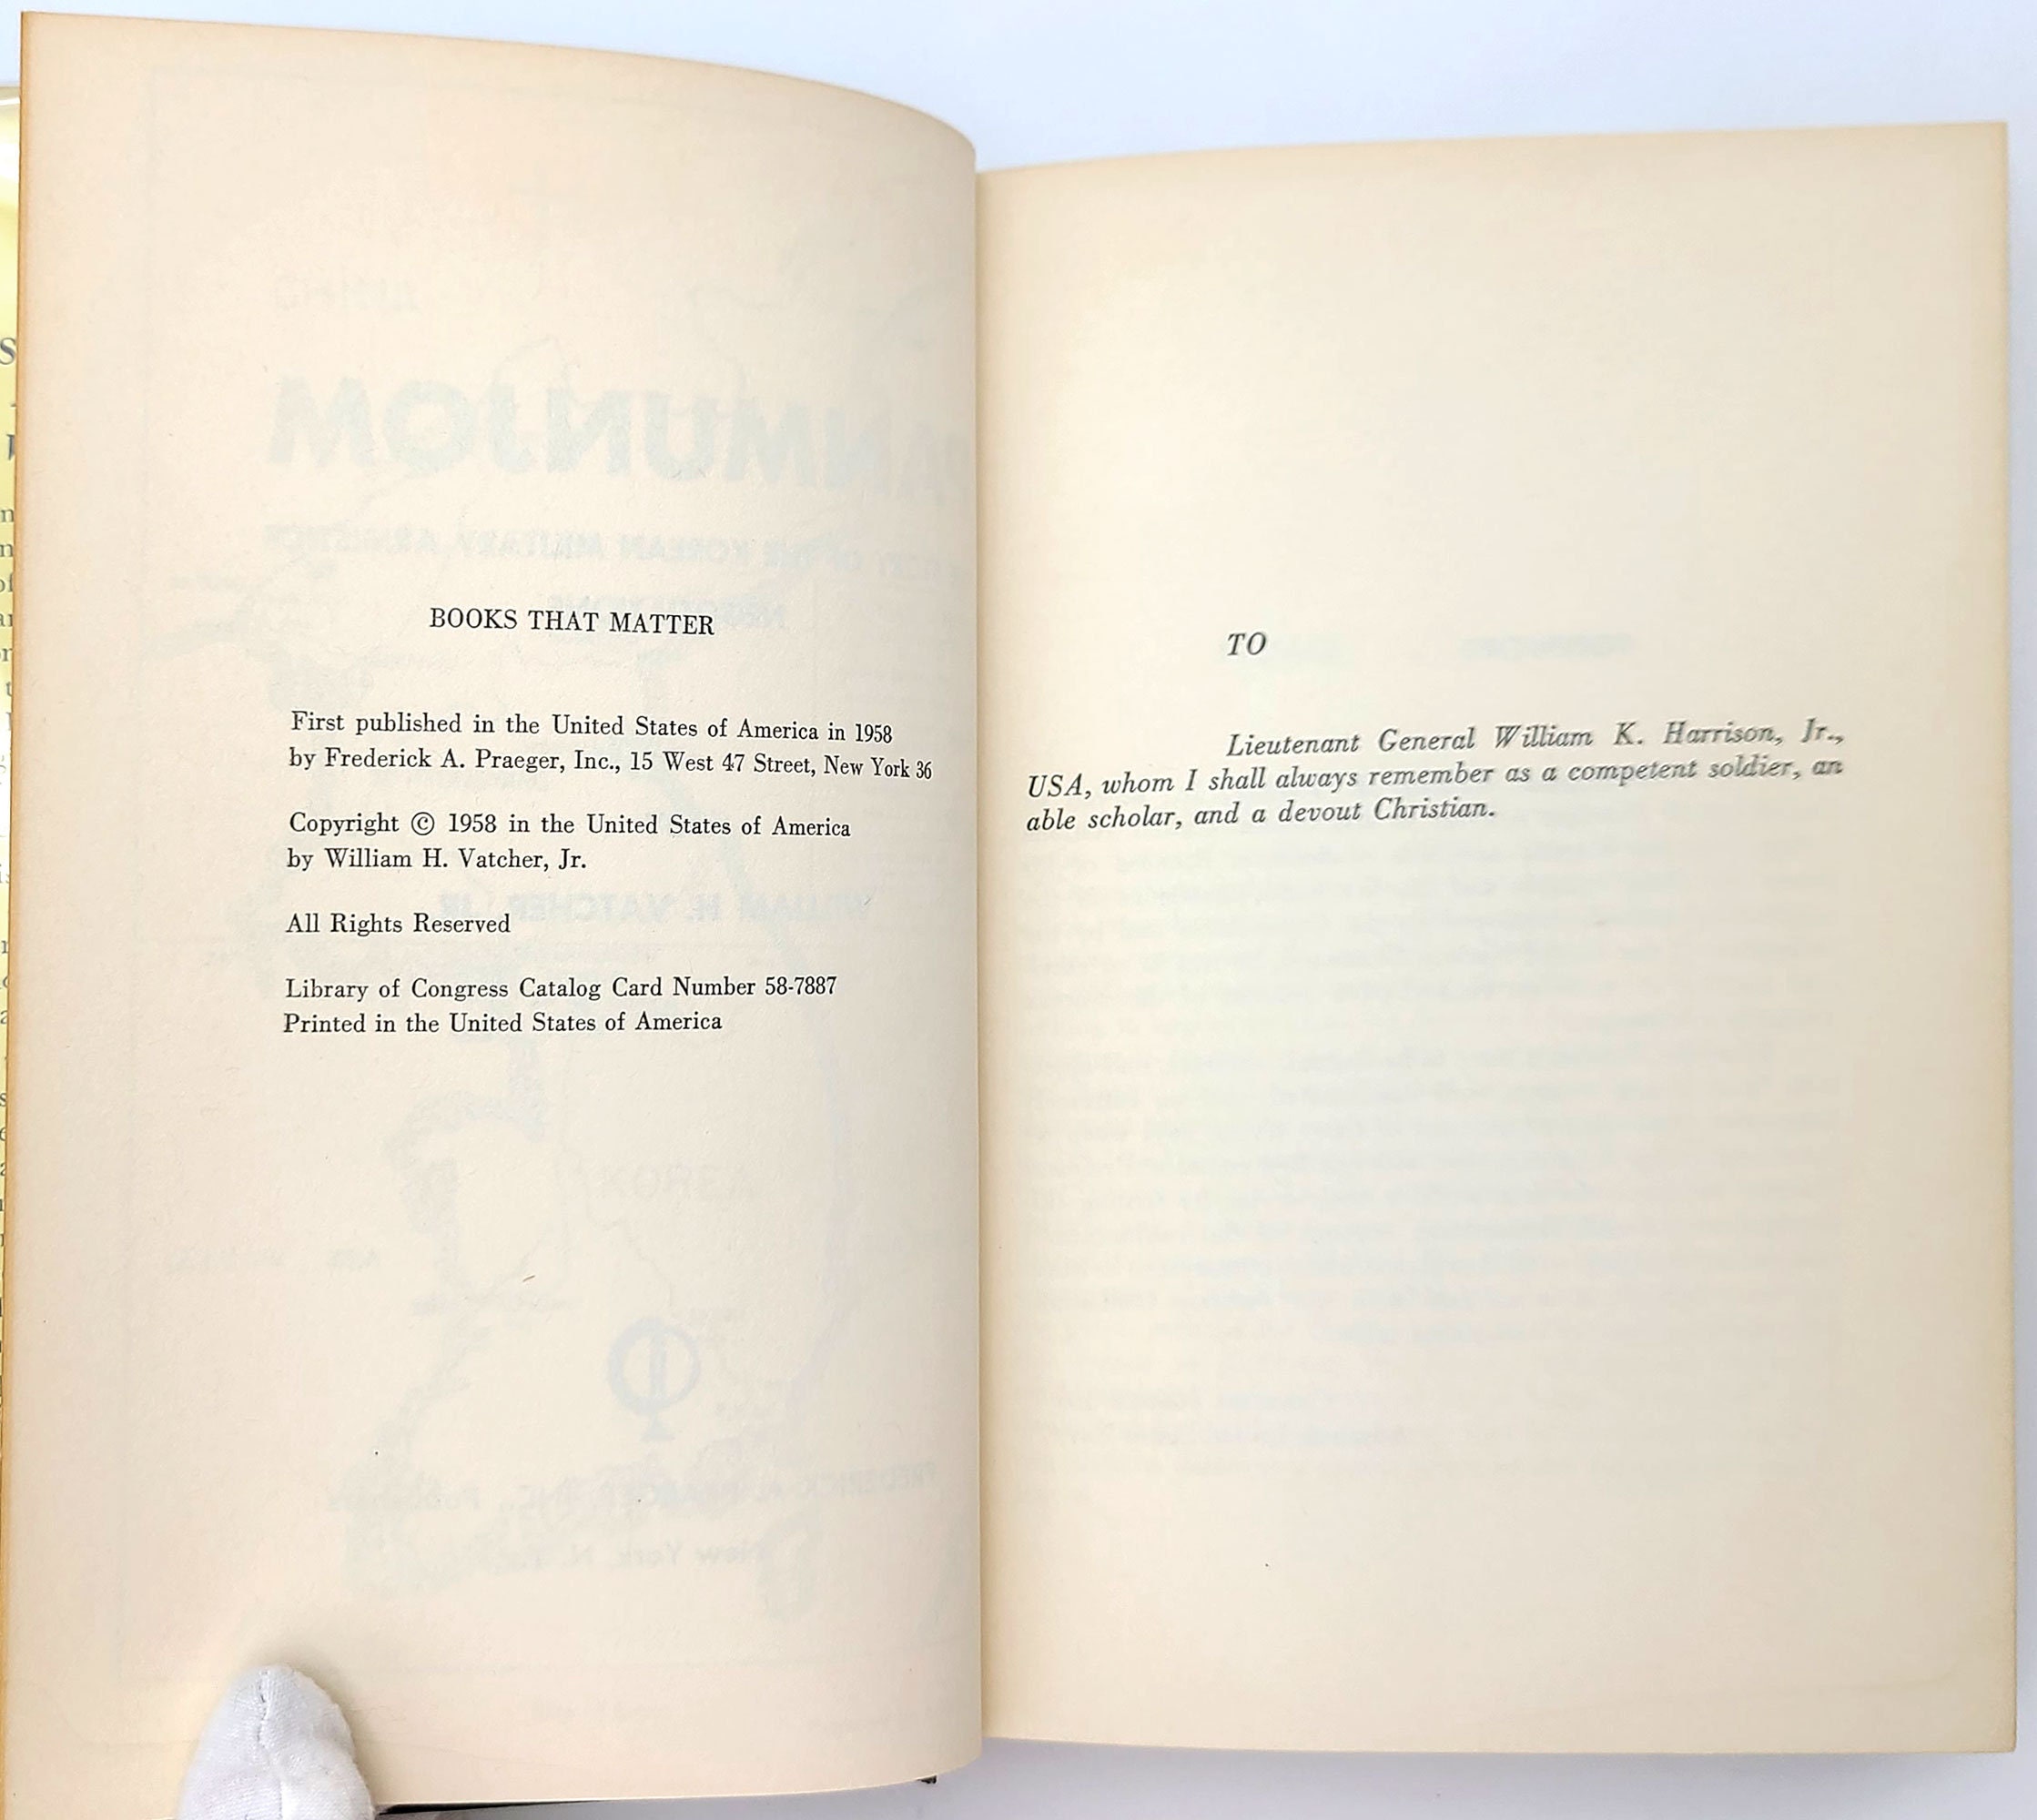 BOOKS THAT MATTER
First published in the United States of America in 1958
by Frederick A. Praeger, Inc., 15 West 47 Street, New York 36
Copyright © 1958 in the United States of America
by William H. Vatcher, Jr.
All Rights Reserved
Library of Congress Catalog Card Number 58-7887
Printed in the United States of America
TO
Lieutenant General William K. Harrison, Jr.,
USA, whom I shall always remember as a competent soldier, an
able scholar, and a devout Christian.